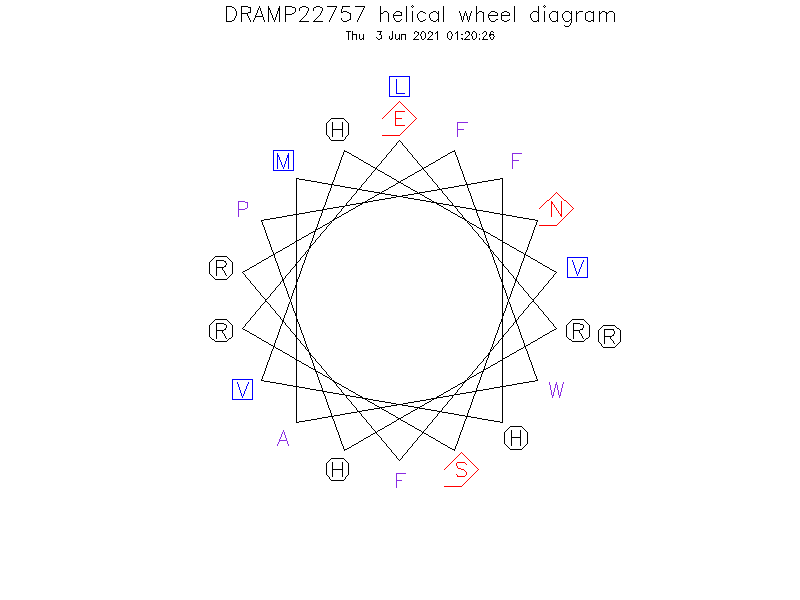 DRAMP22757 helical wheel diagram
Thu 3 Jun 2021 01:20:26
L
H E F
M F
P N
R V
R R R
V W
A H
H F S